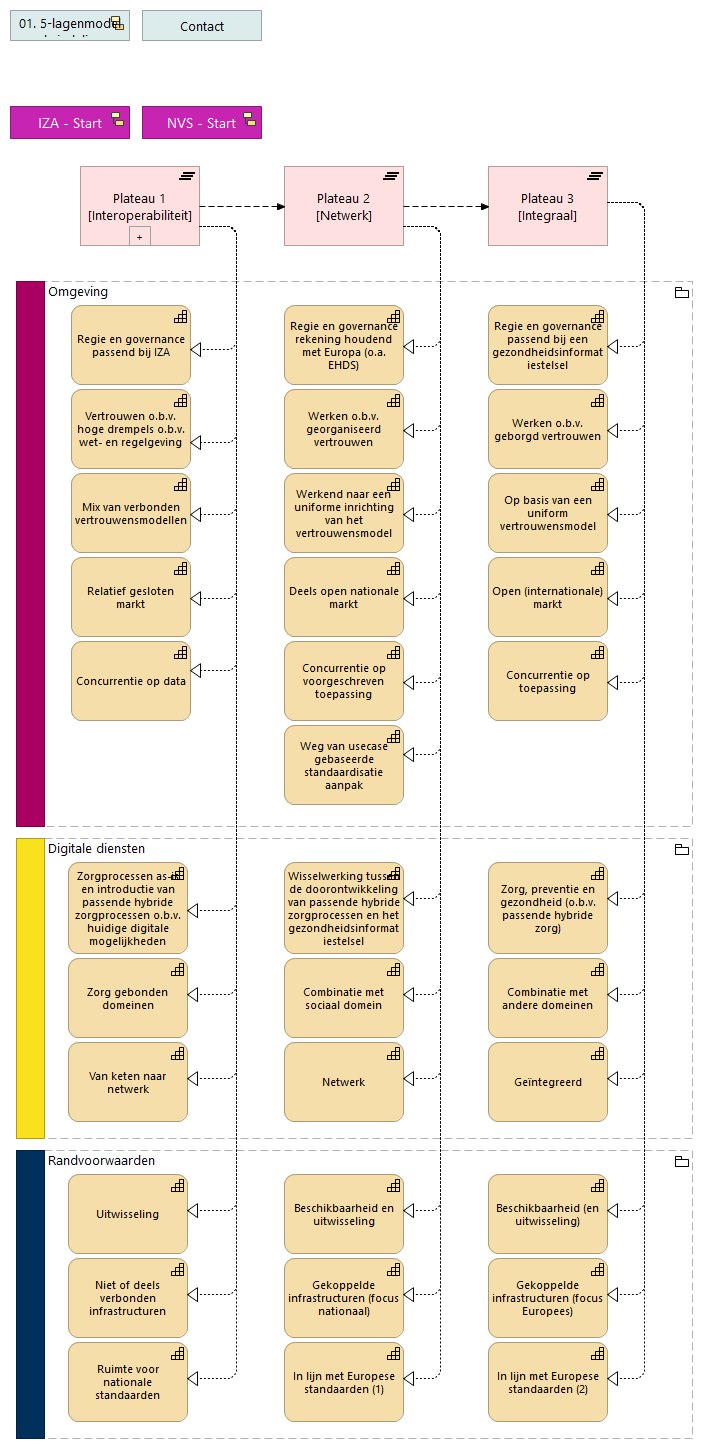 01. 5-lagenmodel
Contact
IZA - Start
NVS - Start
Plateau 1
[Interoperabiliteit]
+
Plateau 2
[Netwerk]
Plateau 3
[Integraal]
Omgeving
Regie en governance
passend bij IZA
Regie en governance
rekening houdend
met Europa (o.a.
EHDS)
Regie en governance
passend bij een
gezondheidsinformat
iestelsel
Vertrouwen o.b.v.
hoge drempels o.b.v.
wet- en regelgeving
Werken o.b.v.
georganiseerd
vertrouwen
Werken o.b.v.
geborgd vertrouwen
Mix van verbonden
vertrouwensmodellen
Werkend naar een
uniforme inrichting
van het
vertrouwensmodel
Op basis van een
uniform
vertrouwensmodel
Relatief gesloten
markt
Deels open nationale
markt
Open (internationale)
markt
Concurrentie op data
Concurrentie op
voorgeschreven
toepassing
Concurrentie op
toepassing
Weg van usecase
gebaseerde
standaardisatie
aanpak
Digitale diensten
Zorgprocessen as-is
en introductie van
passende hybride
zorgprocessen o.b.v.
huidige digitale
mogelijkheden
Wisselwerking tussen
de doorontwikkeling
van passende hybride
zorgprocessen en het
gezondheidsinformat
iestelsel
Zorg, preventie en
gezondheid (o.b.v.
passende hybride
zorg)
Zorg gebonden
domeinen
Combinatie met
sociaal domein
Combinatie met
andere domeinen
Van keten naar
netwerk
Netwerk
Geïntegreerd
Randvoorwaarden
Uitwisseling
Beschikbaarheid en
uitwisseling
Beschikbaarheid (en
uitwisseling)
Niet of deels
verbonden
infrastructuren
Gekoppelde
infrastructuren (focus
nationaal)
Gekoppelde
infrastructuren (focus
Europees)
Ruimte voor
nationale
standaarden
In lijn met Europese
standaarden (1)
In lijn met Europese
standaarden (2)